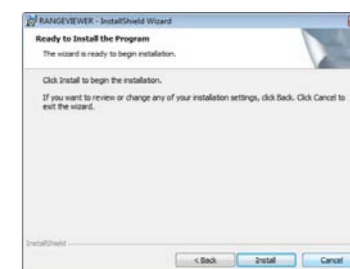 RANGEVIEWER - InstallShield Wizard
Ready to Install the Program
The wizard is ready to begin installation.
Click Install to begin the installation.
If you want to review or change any of your installation settings, click Back. Click Cancel to
exit the wizard.
InstallShield
< Back
Install
Cancel